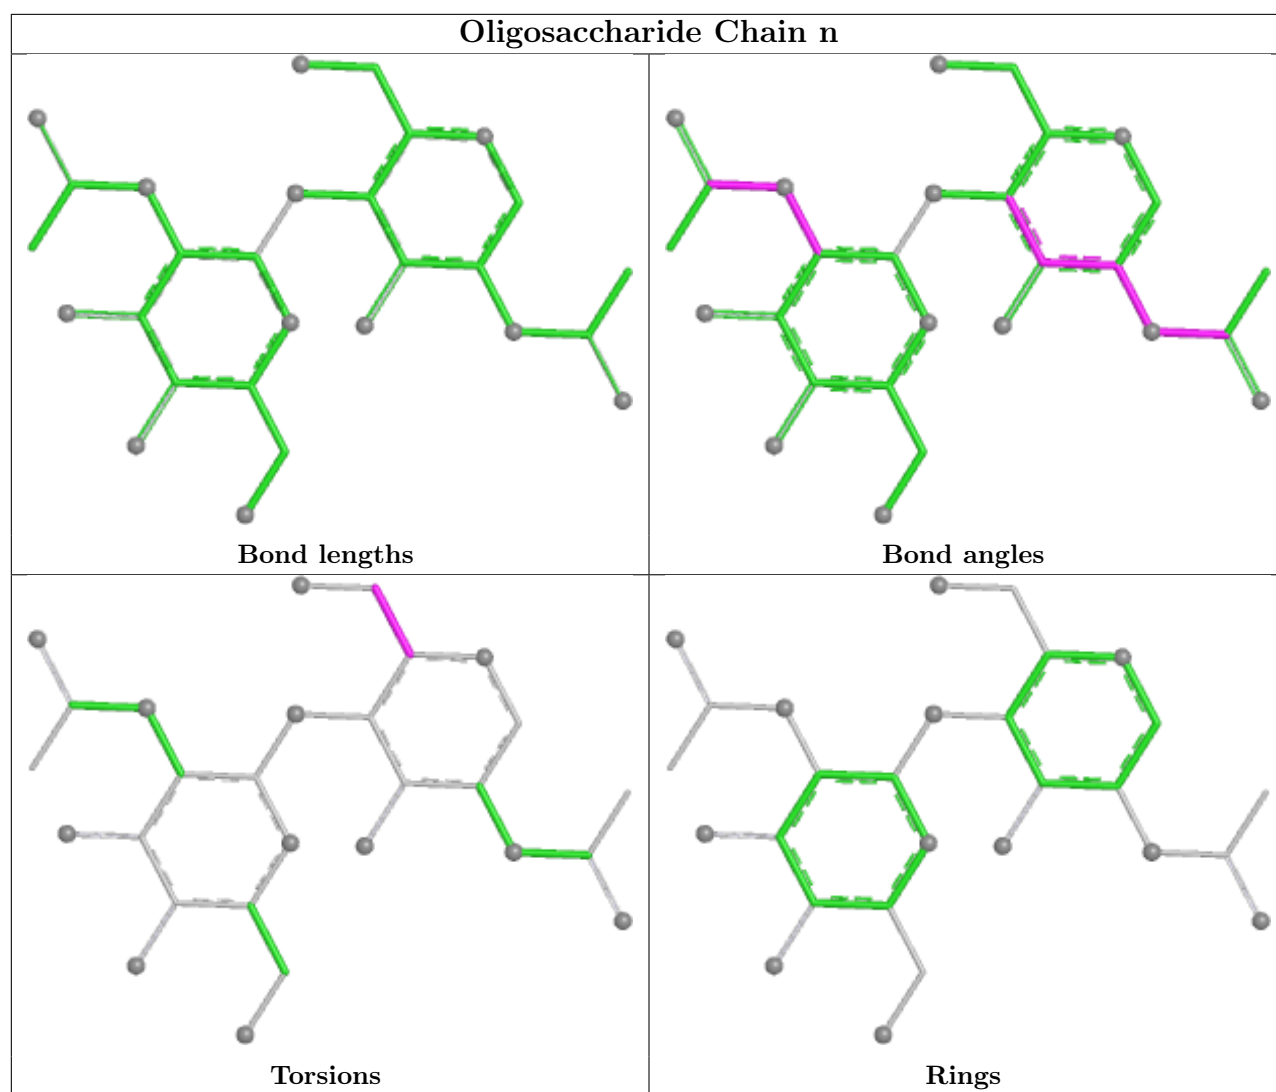 Oligosaccharide Chain n
Bond lengths
Bond angles
Torsions
Rings